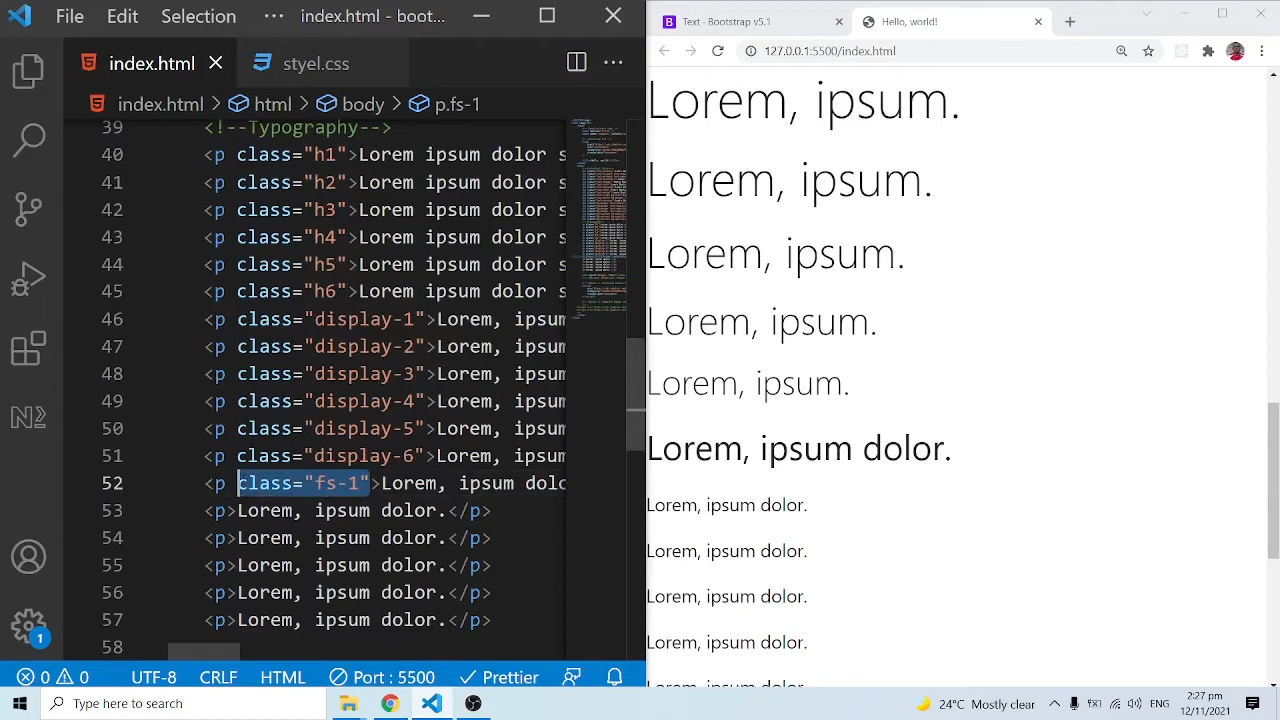 File Edit Selection ··· index.html - bootstrap...
index.html style.css
index.html > html > body > p.fs-1
38 <!--Typography-->
40 <p class="h1">Lorem ipsum dolor s
41 <p class="h2">Lorem ipsum dolor s
42 <p class="h3">Lorem ipsum dolor s
43 <p class="h4">Lorem ipsum dolor s
44 <p class="h5">Lorem ipsum dolor s
45 <p class="h6">Lorem ipsum dolor s
46 <p class="display-1">Lorem, ipsum
47 <p class="display-2">Lorem, ipsum
48 <p class="display-3">Lorem, ipsum
49 <p class="display-4">Lorem, ipsum
50 <p class="display-5">Lorem, ipsum
51 <p class="display-6">Lorem, ipsum
52 <p class="fs-1">Lorem, ipsum dolo
53 <p>Lorem, ipsum dolor.</p>
54 <p>Lorem, ipsum dolor.</p>
55 <p>Lorem, ipsum dolor.</p>
56 <p>Lorem, ipsum dolor.</p>
57 <p>Lorem, ipsum dolor.</p>
58
1
0 0 UTF-8 CRLF HTML Port : 5500 Prettier
Text · Bootstrap v5.1 Hello, world!
127.0.0.1:5500/index.html
Lorem, ipsum.
Lorem, ipsum.
Lorem, ipsum.
Lorem, ipsum.
Lorem, ipsum.
Lorem, ipsum dolor.
Lorem, ipsum dolor.
Lorem, ipsum dolor.
Lorem, ipsum dolor.
Lorem, ipsum dolor.
Lorem, ipsum dolor.
Type here to search
24°C Mostly clear ENG 2:27 pm
12/11/2021